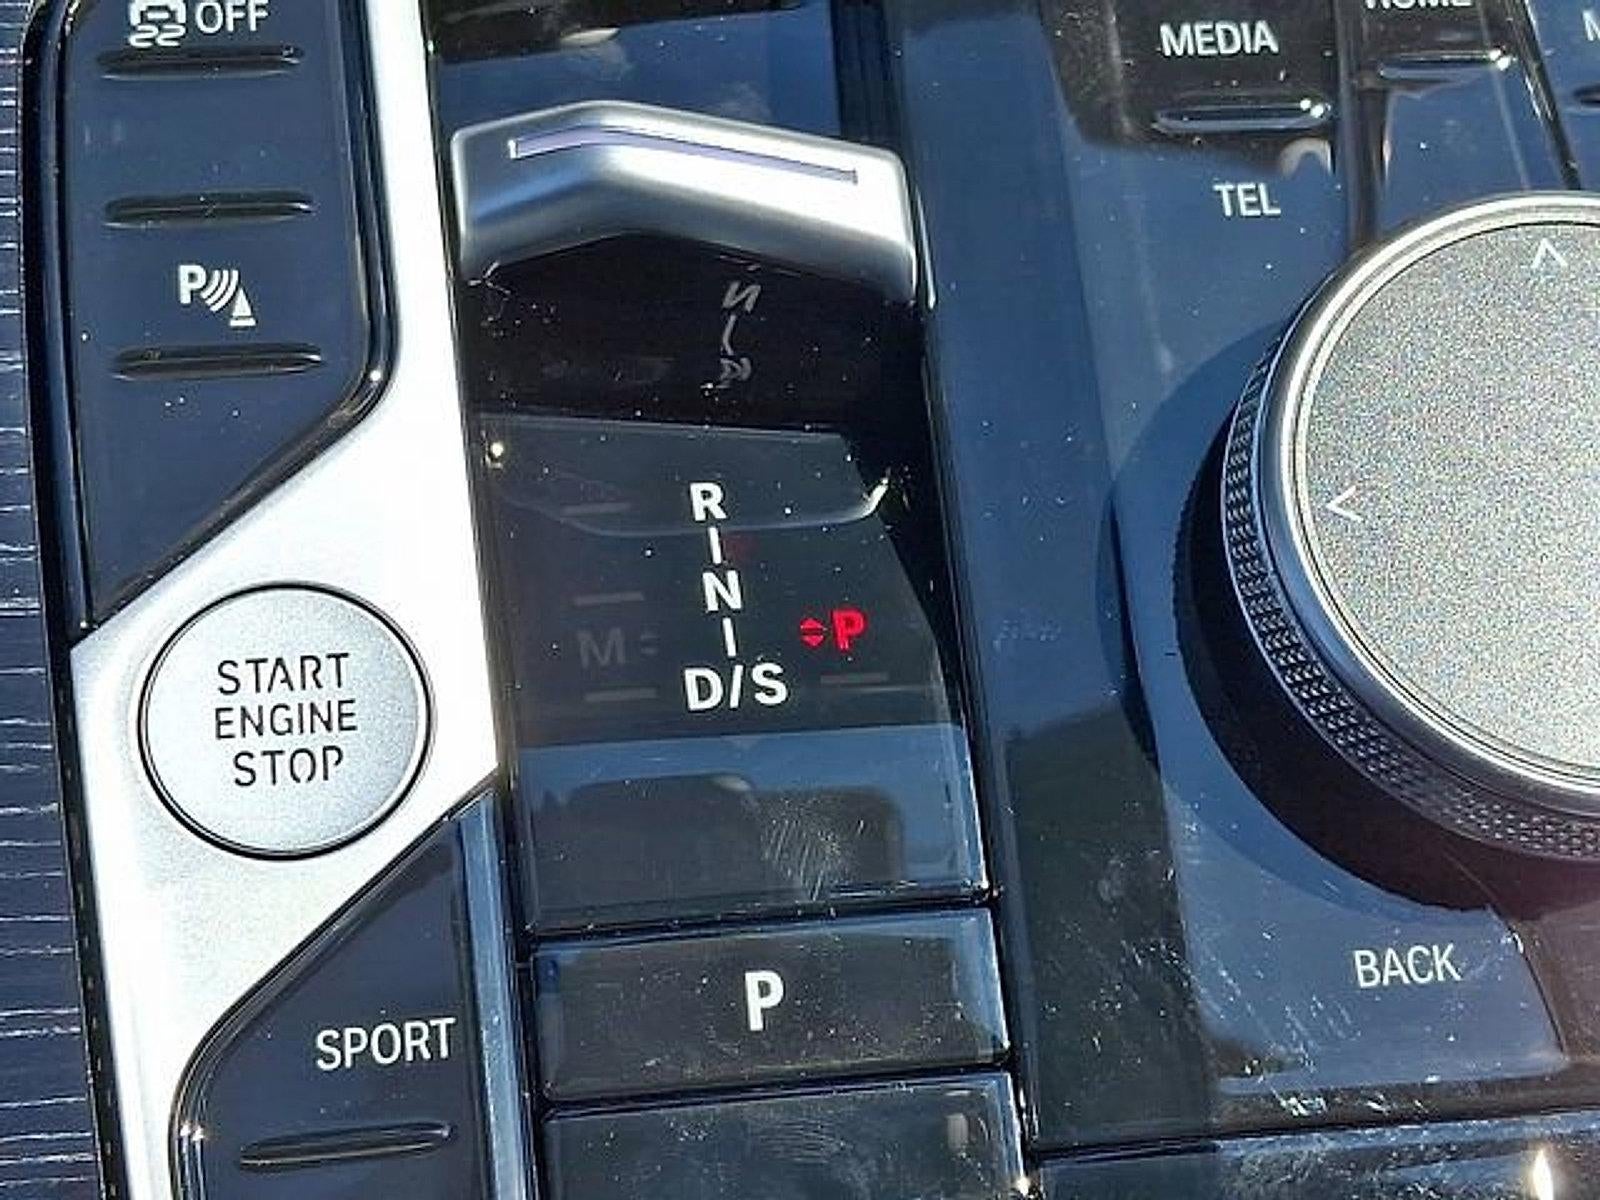 OFF
MEDIA
TEL
P
R
N
M
P
D/S
START
ENGINE
STOP
P
BACK
SPORT